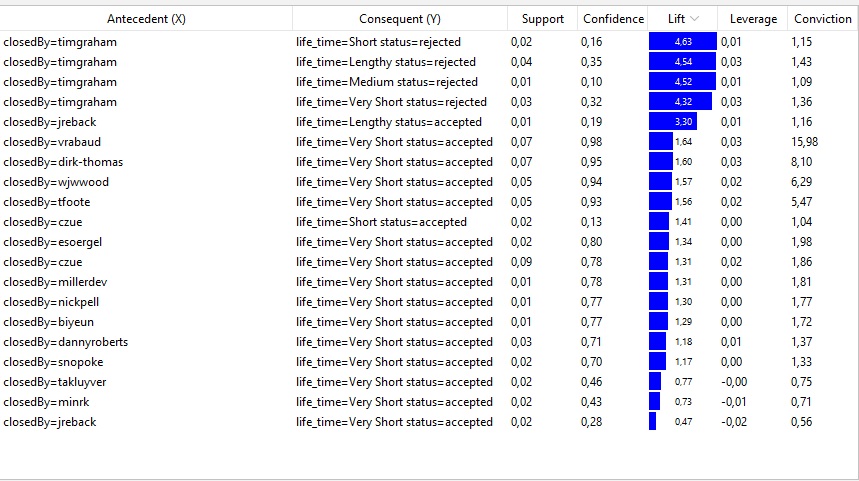 Antecedent (X) Consequent (Y) Support Confidence Lift Leverage Conviction
closedBy=timgraham life_time=Short status=rejected 0,02 0,16 4,63 0,01 1,15
closedBy=timgraham life_time=Lengthy status=rejected 0,04 0,35 4,54 0,03 1,43
closedBy=timgraham life_time=Medium status=rejected 0,01 0,10 4,52 0,01 1,09
closedBy=timgraham life_time=Very Short status=rejected 0,03 0,32 4,32 0,03 1,36
closedBy=jreback life_time=Lengthy status=accepted 0,01 0,19 3,30 0,01 1,16
closedBy=vrabaud life_time=Very Short status=accepted 0,07 0,98 1,64 0,03 15,98
closedBy=dirk-thomas life_time=Very Short status=accepted 0,07 0,95 1,60 0,03 8,10
closedBy=wjwwood life_time=Very Short status=accepted 0,05 0,94 1,57 0,02 6,29
closedBy=tfoote life_time=Very Short status=accepted 0,05 0,93 1,56 0,02 5,47
closedBy=czue life_time=Short status=accepted 0,02 0,13 1,41 0,00 1,04
closedBy=esoergel life_time=Very Short status=accepted 0,02 0,80 1,34 0,00 1,98
closedBy=czue life_time=Very Short status=accepted 0,09 0,78 1,31 0,02 1,86
closedBy=millerdev life_time=Very Short status=accepted 0,01 0,78 1,31 0,00 1,81
closedBy=nickpell life_time=Very Short status=accepted 0,01 0,77 1,30 0,00 1,77
closedBy=biyeun life_time=Very Short status=accepted 0,01 0,77 1,29 0,00 1,72
closedBy=dannyroberts life_time=Very Short status=accepted 0,03 0,71 1,18 0,01 1,37
closedBy=snopoke life_time=Very Short status=accepted 0,02 0,70 1,17 0,00 1,33
closedBy=takluyver life_time=Very Short status=accepted 0,02 0,46 0,77 -0,00 0,75
closedBy=minrk life_time=Very Short status=accepted 0,02 0,43 0,73 -0,01 0,71
closedBy=jreback life_time=Very Short status=accepted 0,02 0,28 0,47 -0,02 0,56